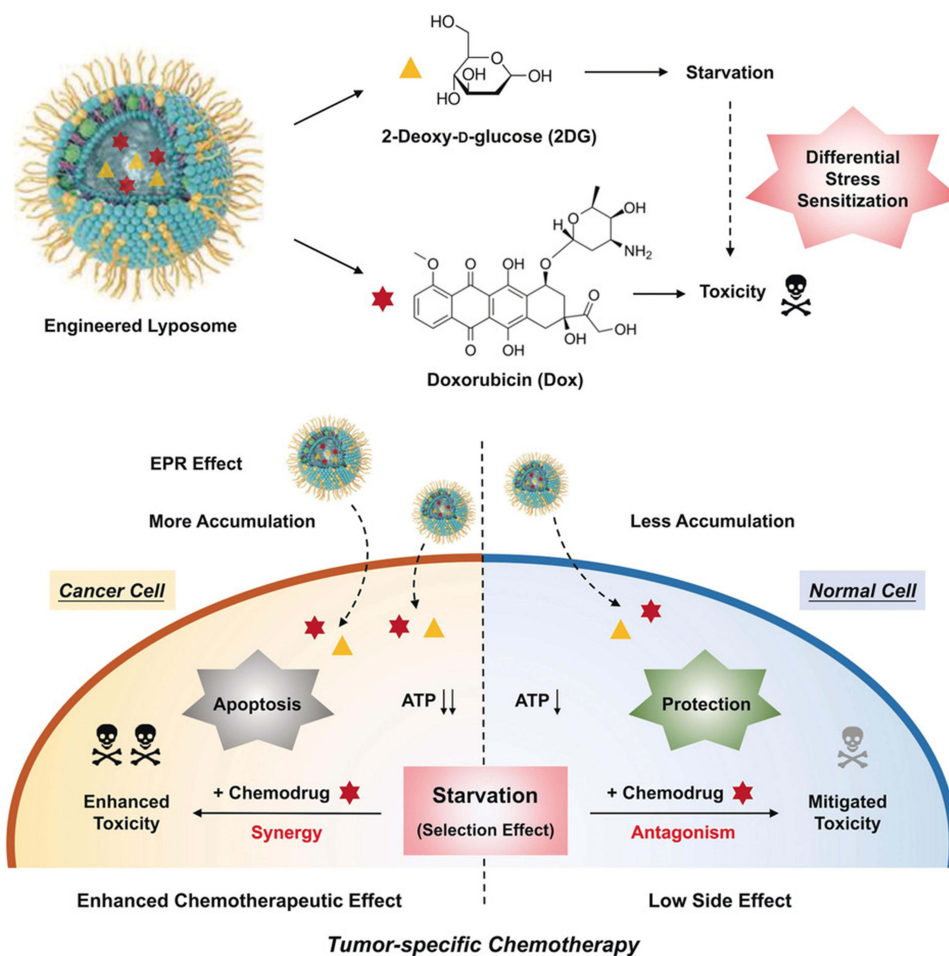 HO
O
OH
HO
OH
2-Deoxy-D-glucose (2DG)
Starvation
Differential
Stress
Sensitization
Engineered Lyposome
O
OH
H
O
NH2
O
O
OH
O
O
OH
OH
OH
O
Toxicity
Doxorubicin (Dox)
EPR Effect
More Accumulation
Less Accumulation
Cancer Cell
Normal Cell
Apoptosis
ATP ↓↓
ATP ↓
Protection
Enhanced
Toxicity
+ Chemodrug
Synergy
Starvation
(Selection Effect)
+ Chemodrug
Antagonism
Mitigated
Toxicity
Enhanced Chemotherapeutic Effect
Low Side Effect
Tumor-specific Chemotherapy